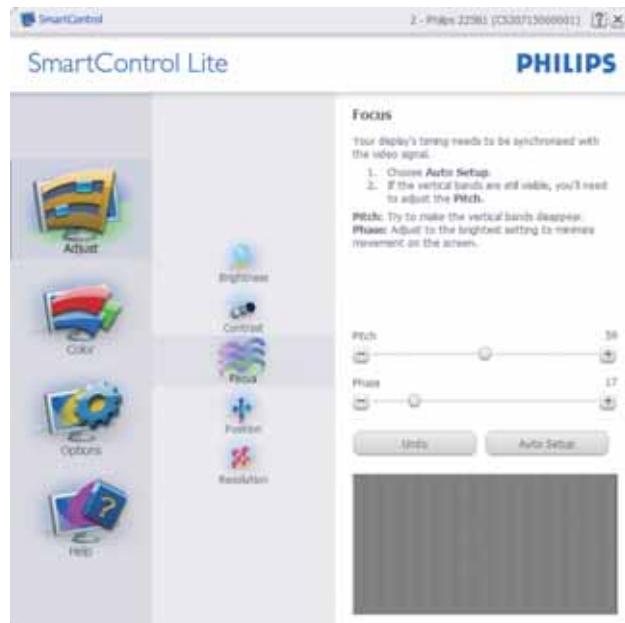 SmartControl
2 - Philips 225B1
SmartControl Lite
PHILIPS
Adjust
Color
Options
Help
Brightness
Contrast
Focus
Position
Resolution
Focus
Your display's timing needs to be synchronized with
the video signal.
1. Choose Auto Setup.
2. If the vertical bands are still visible, you'll need
to adjust the Pitch.
Pitch: Try to make the vertical bands disappear.
Phase: Adjust to the brightest setting to minimize
movement on the screen.
Pitch
Phase 17
Undo Auto Setup